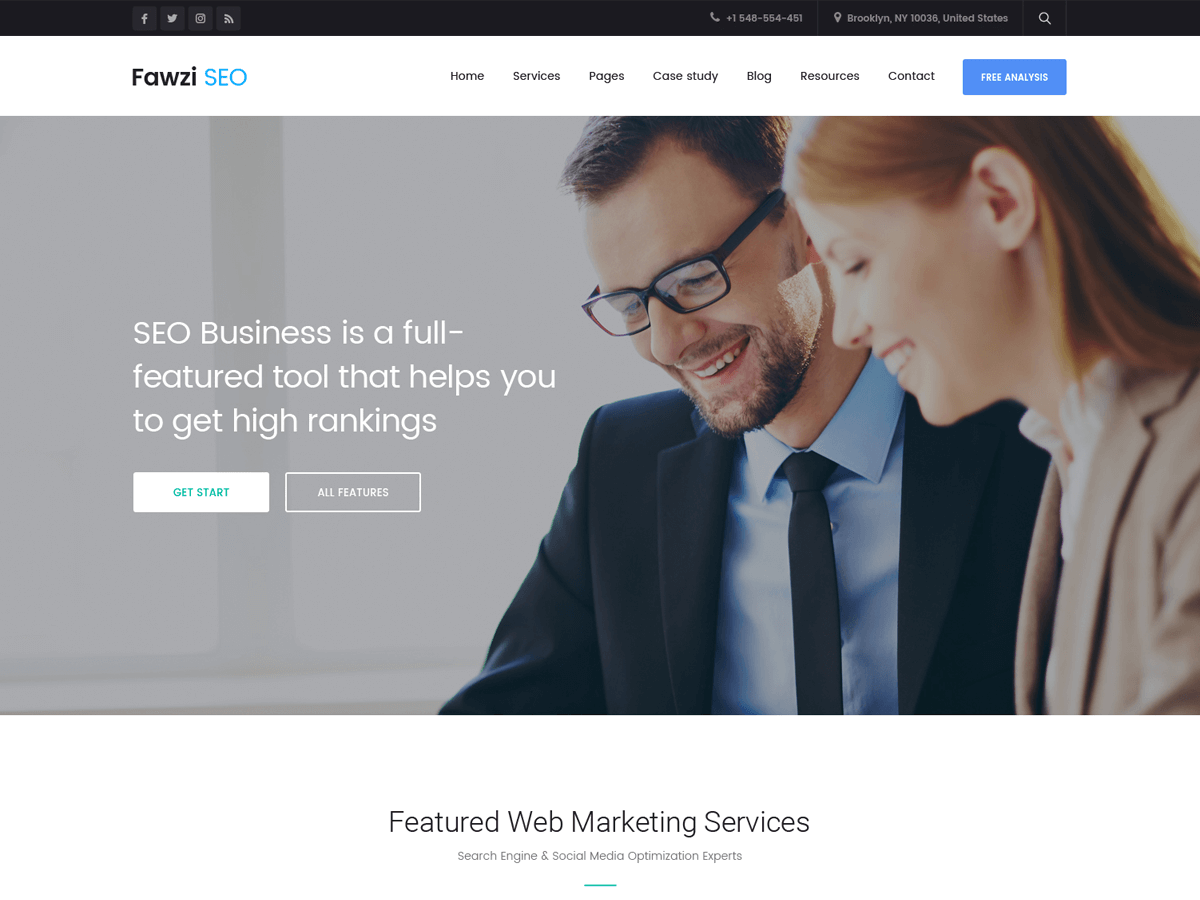 +1 548-554-451
Brooklyn, NY 10036, United States
Fawzi SEO
Home
Services
Pages
Case study
Blog
Resources
Contact
FREE ANALYSIS
SEO Business is a full-
featured tool that helps you
to get high rankings
GET START
ALL FEATURES
Featured Web Marketing Services
Search Engine & Social Media Optimization Experts